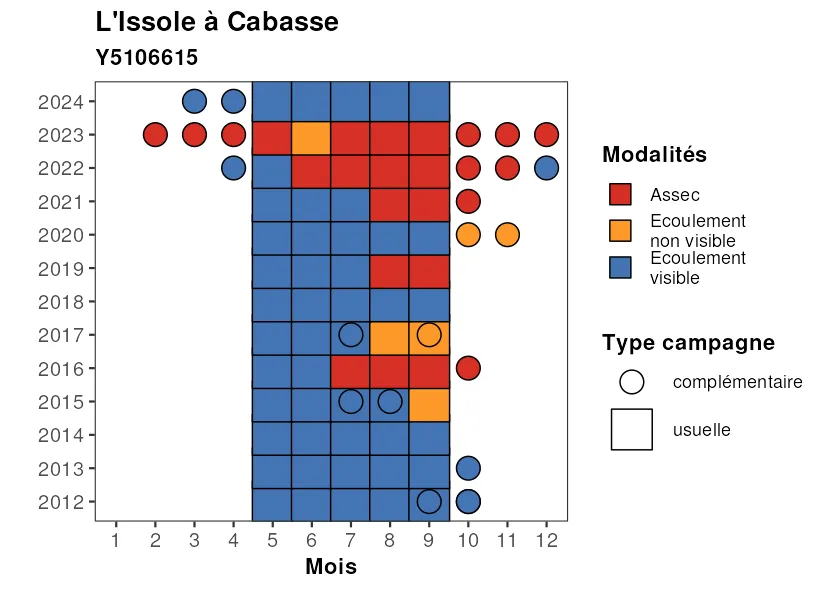 L'Issole à Cabasse
Y5106615
2024
2023
2022
2021
2020
2019
2018
2017
2016
2015
2014
2013
2012
1 2 3 4 5 6 7 8 9 10 11 12
Mois
Modalités
Assec
Ecoulement
non visible
Ecoulement
visible
Type campagne
complémentaire
usuelle